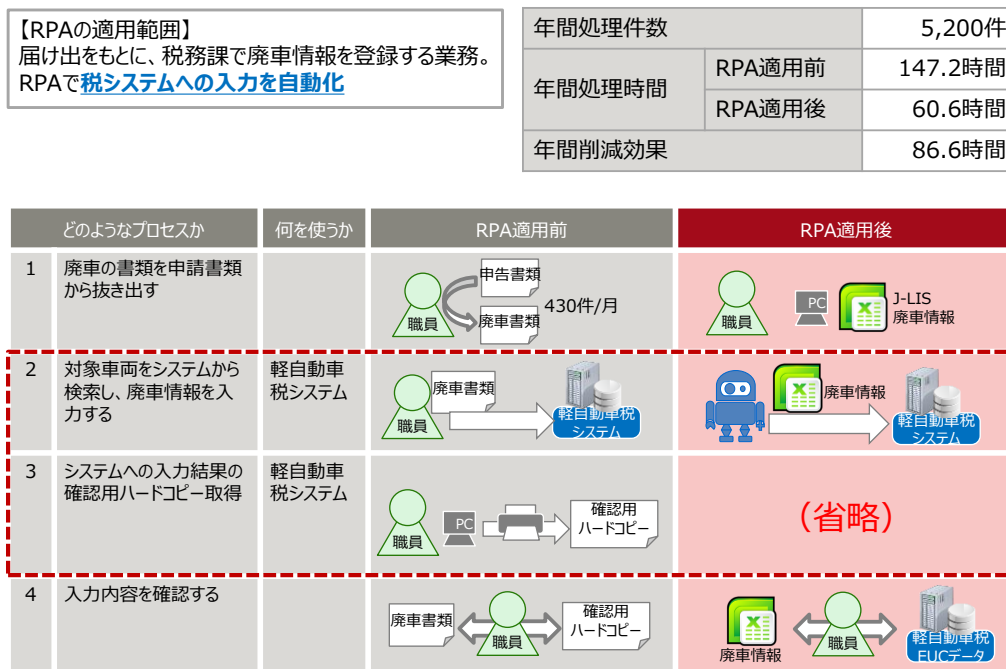 【RPAの適用範囲】
届け出をもとに、税務課で廃車情報を登録する業務。
RPAで税システムへの入力を自動化
年間処理件数 5,200件
年間処理時間 RPA適用前 147.2時間
RPA適用後 60.6時間
年間削減効果 86.6時間
どのようなプロセスか 何を使うか RPA適用前 RPA適用後
1 廃車の書類を申請書類
から抜き出す
申告書類
430件/月
廃車書類
職員
職員
PC
J-LIS
廃車情報
2 対象車両をシステムから
検索し、廃車情報を入
力する
軽自動車
税システム
廃車書類
職員
軽自動車税
システム
廃車情報
軽自動車税
システム
3 システムへの入力結果の
確認用ハードコピー取得
軽自動車
税システム
職員
PC
確認用
ハードコピー
（省略）
4 入力内容を確認する
廃車書類
職員
確認用
ハードコピー
廃車情報
職員
軽自動車税
EUCデータ